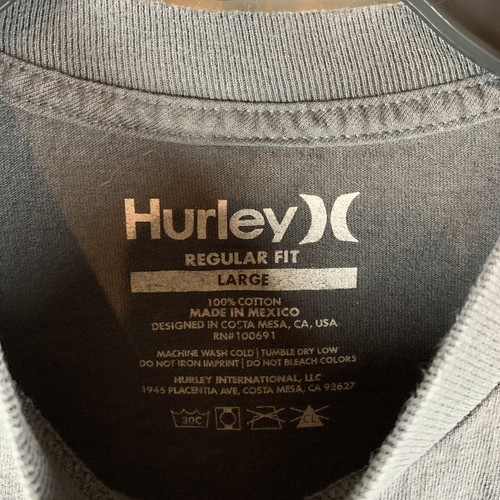 Hurley
REGULAR FIT
LARGE
100% COTTON
MADE IN MEXICO
DESIGNED IN COSTA MESA, CA, USA
RN#100691
MACHINE WASH COLD | TUMBLE DRY LOW
DO NOT IRON IMPRINT | DO NOT BLEACH COLORS
HURLEY INTERNATIONAL, LLC
1945 PLACENTIA AVE, COSTA MESA, CA 92627
30C
CL